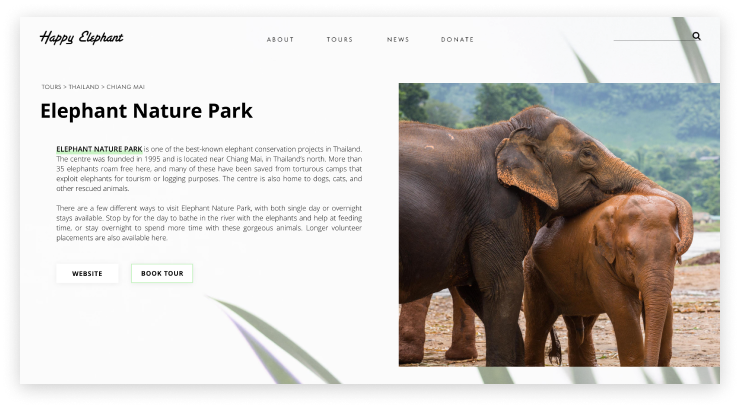 Happy Elephant
ABOUT TOURS NEWS DONATE
TOURS > THAILAND > CHIANG MAI
Elephant Nature Park
ELEPHANT NATURE PARK is one of the best-known elephant conservation projects in Thailand.
The centre was founded in 1995 and is located near Chiang Mai, in Thailand's north. More than
35 elephants roam free here, and many of these have been saved from torturous camps that
exploit elephants for tourism or logging purposes. The centre is also home to dogs, cats, and
other rescued animals.
There are a few different ways to visit Elephant Nature Park, with both single day or overnight
stays available. Stop by for the day to bathe in the river with the elephants and help at feeding
time, or stay overnight to spend more time with these gorgeous animals. Longer volunteer
placements are also available here.
WEBSITE BOOK TOUR